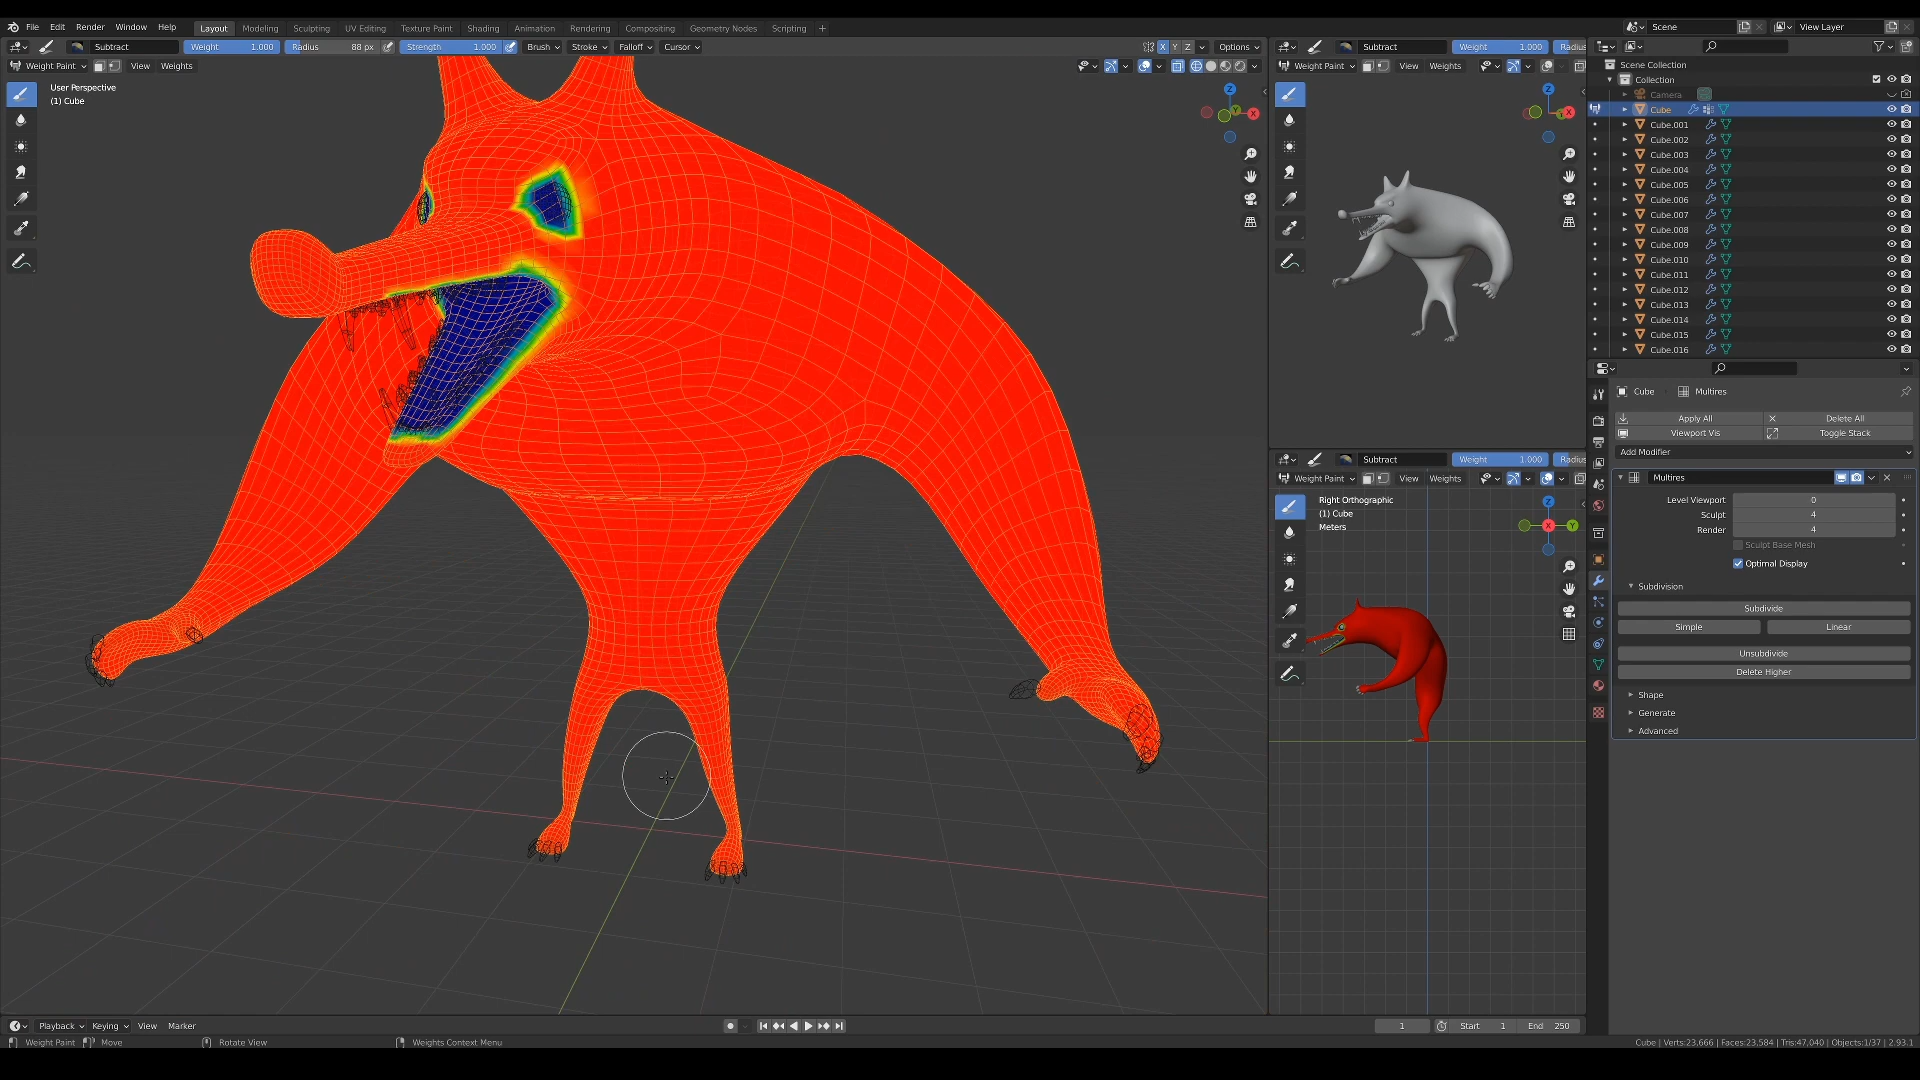 File Edit Render Window Help Layout Modeling Sculpting UV Editing Texture Paint Shading Animation Rendering Compositing Geometry Nodes Scripting + Scene View Layer
Subtract Weight 1.000 Radius 88 px Strength 1.000 Brush Stroke Falloff Cursor X Y Z Options
Weight Paint View Weights
User Perspective
(1) Cube
Z
Y
X
Subtract Weight 1.000 Radius
Weight Paint View Weights
Z
X
Subtract Weight 1.000 Radius
Weight Paint View Weights
Right Orthographic
(1) Cube
Meters
Z
X
Y
Scene Collection
Collection
Camera
Cube
Cube.001
Cube.002
Cube.003
Cube.004
Cube.005
Cube.006
Cube.007
Cube.008
Cube.009
Cube.010
Cube.011
Cube.012
Cube.013
Cube.014
Cube.015
Cube.016
Cube Multires
Apply All Delete All
Viewport Vis Toggle Stack
Add Modifier
Multires
Level Viewport 0
Sculpt 4
Render 4
Sculpt Base Mesh
Optimal Display
Subdivision
Subdivide
Simple Linear
Unsubdivide
Delete Higher
Shape
Generate
Advanced
Playback Keying View Marker 1 Start 1 End 250
Weight Paint Move Rotate View Weights Context Menu Cube | Verts:23,666 | Faces:23,584 | Tris:47,040 | Objects:1/37 | 2.93.1